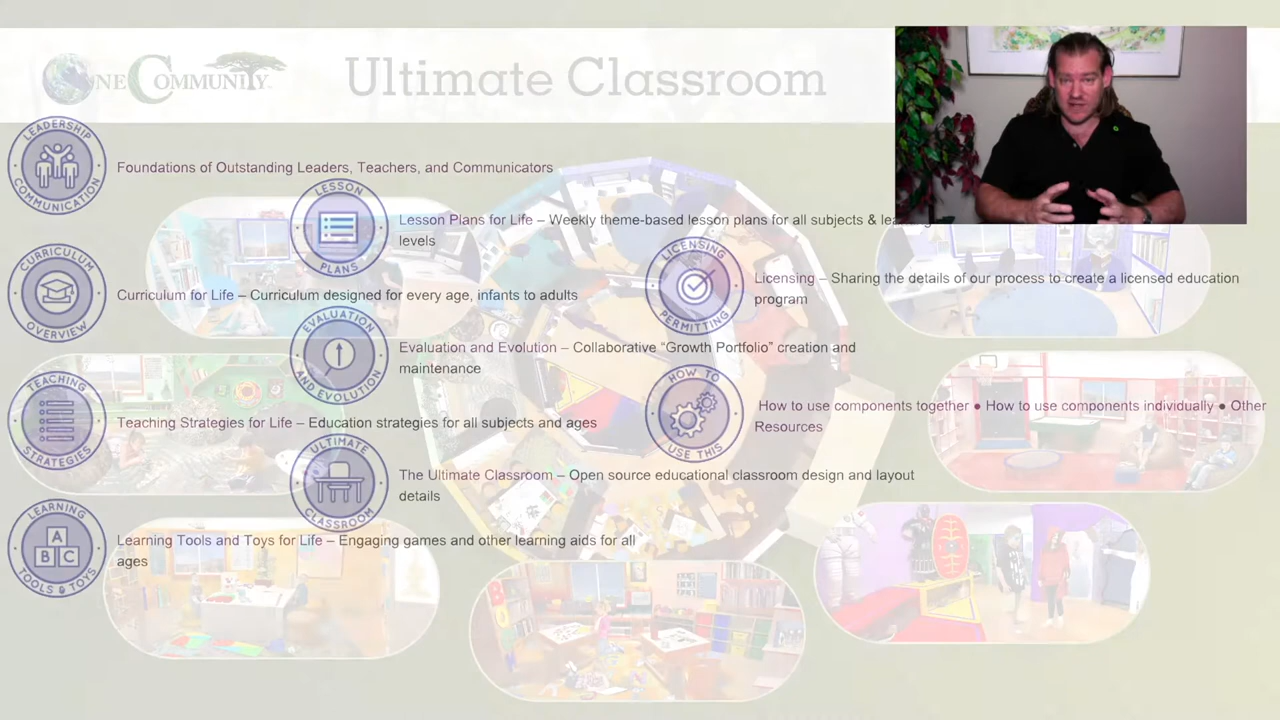 ONE COMMUNITY
Ultimate Classroom
LEADERSHIP
COMMUNICATION
Foundations of Outstanding Leaders, Teachers, and Communicators
LESSON
PLANS
Lesson Plans for Life – Weekly theme-based lesson plans for all subjects & learning
levels
LICENSING
PERMITTING
Licensing – Sharing the details of our process to create a licensed education
program
CURRICULUM
OVERVIEW
Curriculum for Life – Curriculum designed for every age, infants to adults
EVALUATION
AND EVOLUTION
Evaluation and Evolution – Collaborative “Growth Portfolio” creation and
maintenance
HOW TO
USE THIS
How to use components together ● How to use components individually ● Other
Resources
TEACHING
STRATEGIES
Teaching Strategies for Life – Education strategies for all subjects and ages
ULTIMATE
CLASSROOM
The Ultimate Classroom – Open source educational classroom design and layout
details
LEARNING
A
B C
TOOLS & TOYS
Learning Tools and Toys for Life – Engaging games and other learning aids for all
ages